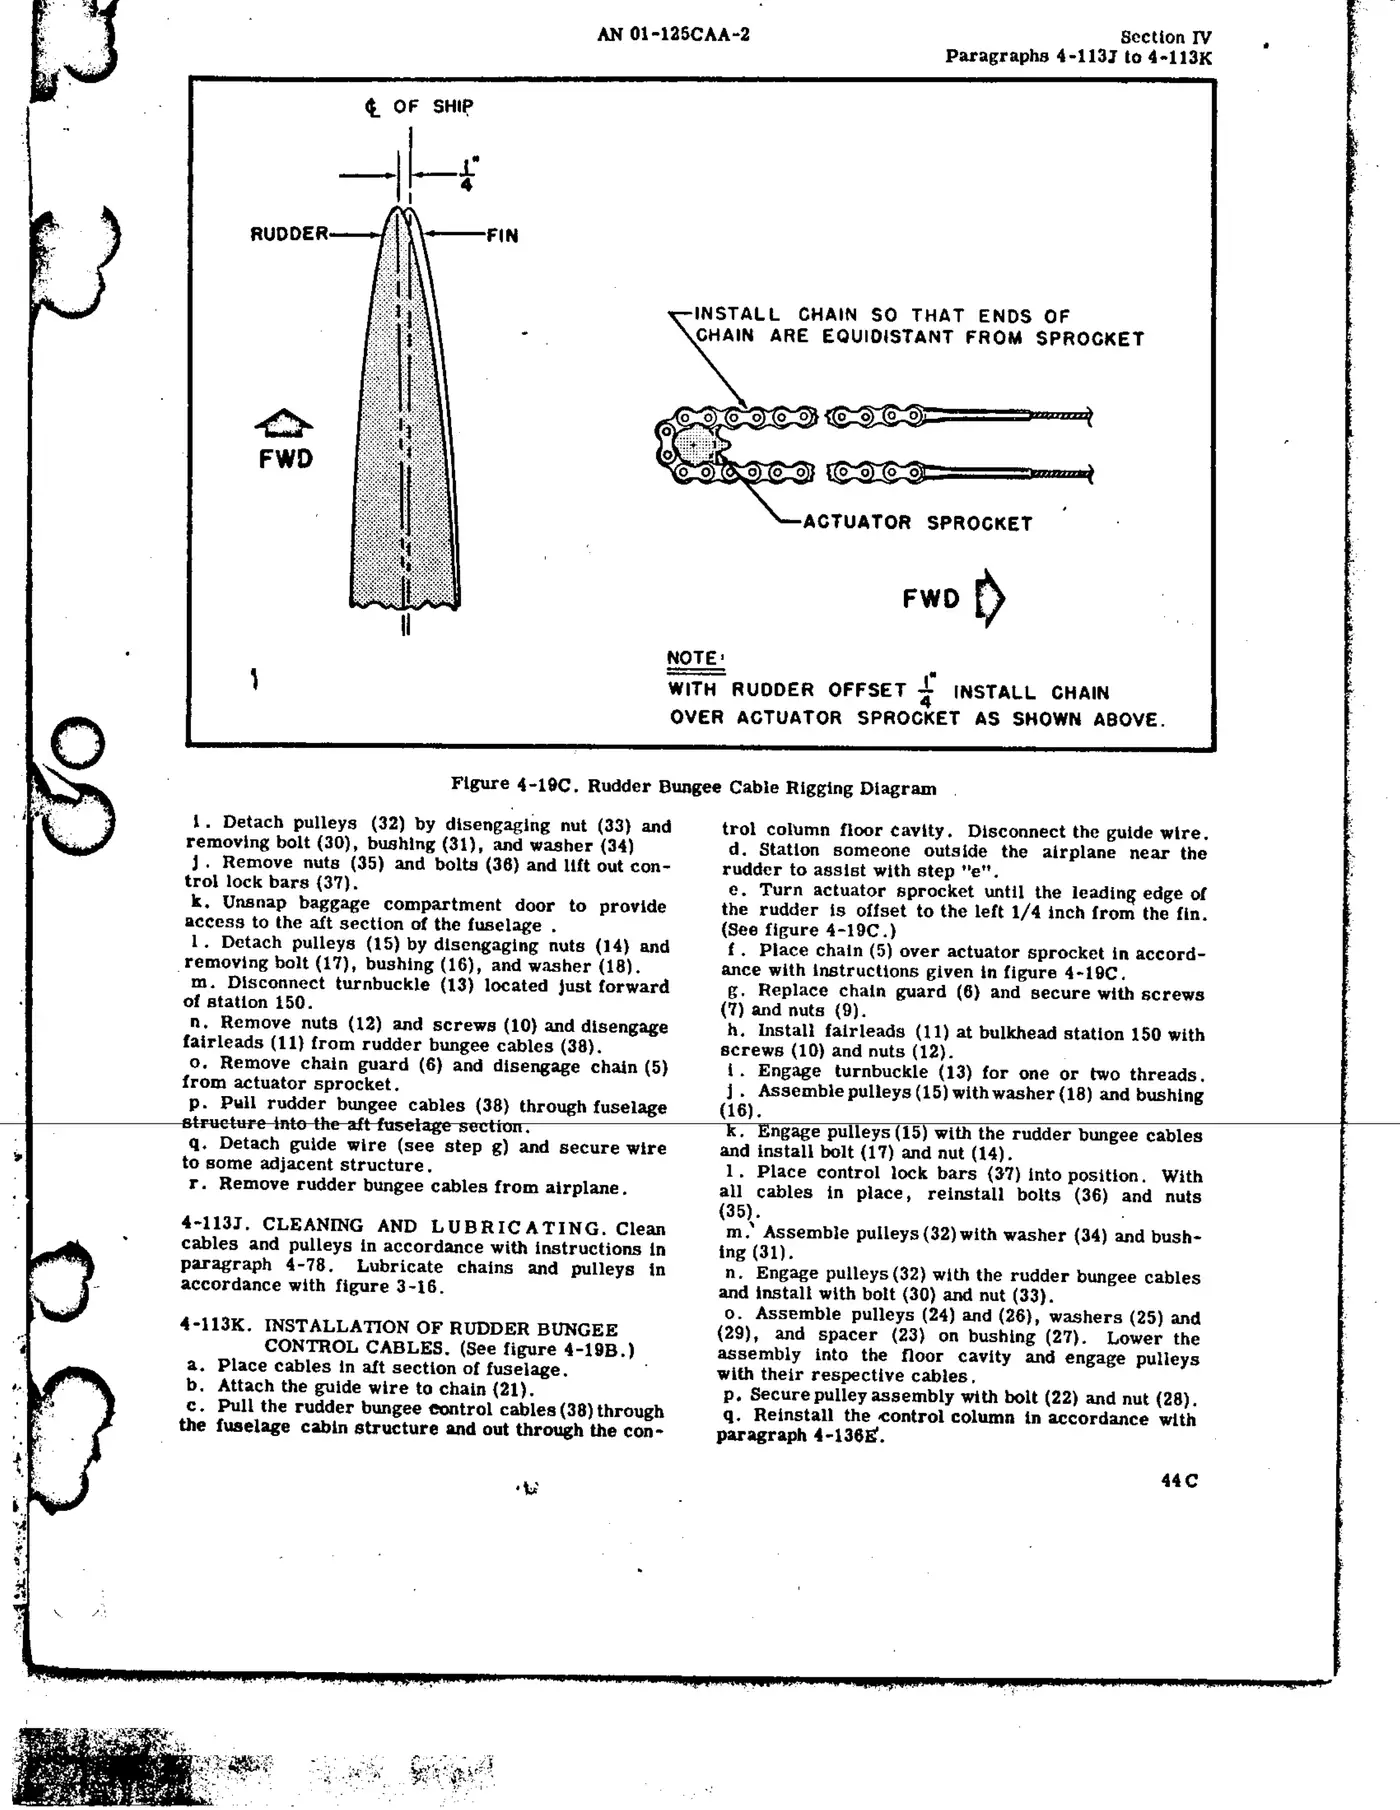 AN 01-125CAA-2
Section IV
Paragraphs 4-113J to 4-113K
℄ OF SHIP
1"
4
RUDDER
FIN
FWD
INSTALL CHAIN SO THAT ENDS OF
CHAIN ARE EQUIDISTANT FROM SPROCKET
ACTUATOR SPROCKET
FWD
NOTE:
WITH RUDDER OFFSET 1/4" INSTALL CHAIN
OVER ACTUATOR SPROCKET AS SHOWN ABOVE.
Figure 4-19C. Rudder Bungee Cable Rigging Diagram
i. Detach pulleys (32) by disengaging nut (33) and
removing bolt (30), bushing (31), and washer (34)
j. Remove nuts (35) and bolts (36) and lift out con-
trol lock bars (37).
k. Unsnap baggage compartment door to provide
access to the aft section of the fuselage .
l. Detach pulleys (15) by disengaging nuts (14) and
removing bolt (17), bushing (16), and washer (18).
m. Disconnect turnbuckle (13) located just forward
of station 150.
n. Remove nuts (12) and screws (10) and disengage
fairleads (11) from rudder bungee cables (38).
o. Remove chain guard (6) and disengage chain (5)
from actuator sprocket.
p. Pull rudder bungee cables (38) through fuselage
structure into the aft fuselage section.
q. Detach guide wire (see step g) and secure wire
to some adjacent structure.
r. Remove rudder bungee cables from airplane.
4-113J. CLEANING AND LUBRICATING. Clean
cables and pulleys in accordance with instructions in
paragraph 4-78. Lubricate chains and pulleys in
accordance with figure 3-16.
4-113K. INSTALLATION OF RUDDER BUNGEE
CONTROL CABLES. (See figure 4-19B.)
a. Place cables in aft section of fuselage.
b. Attach the guide wire to chain (21).
c. Pull the rudder bungee control cables (38) through
the fuselage cabin structure and out through the con-
trol column floor cavity. Disconnect the guide wire.
d. Station someone outside the airplane near the
rudder to assist with step "e".
e. Turn actuator sprocket until the leading edge of
the rudder is offset to the left 1/4 inch from the fin.
(See figure 4-19C.)
f. Place chain (5) over actuator sprocket in accord-
ance with instructions given in figure 4-19C.
g. Replace chain guard (6) and secure with screws
(7) and nuts (9).
h. Install fairleads (11) at bulkhead station 150 with
screws (10) and nuts (12).
i. Engage turnbuckle (13) for one or two threads.
j. Assemble pulleys (15) with washer (18) and bushing
(16).
k. Engage pulleys (15) with the rudder bungee cables
and install bolt (17) and nut (14).
l. Place control lock bars (37) into position. With
all cables in place, reinstall bolts (36) and nuts
(35).
m. Assemble pulleys (32) with washer (34) and bush-
ing (31).
n. Engage pulleys (32) with the rudder bungee cables
and install with bolt (30) and nut (33).
o. Assemble pulleys (24) and (26), washers (25) and
(29), and spacer (23) on bushing (27). Lower the
assembly into the floor cavity and engage pulleys
with their respective cables.
p. Secure pulley assembly with bolt (22) and nut (28).
q. Reinstall the control column in accordance with
paragraph 4-136E.
44C